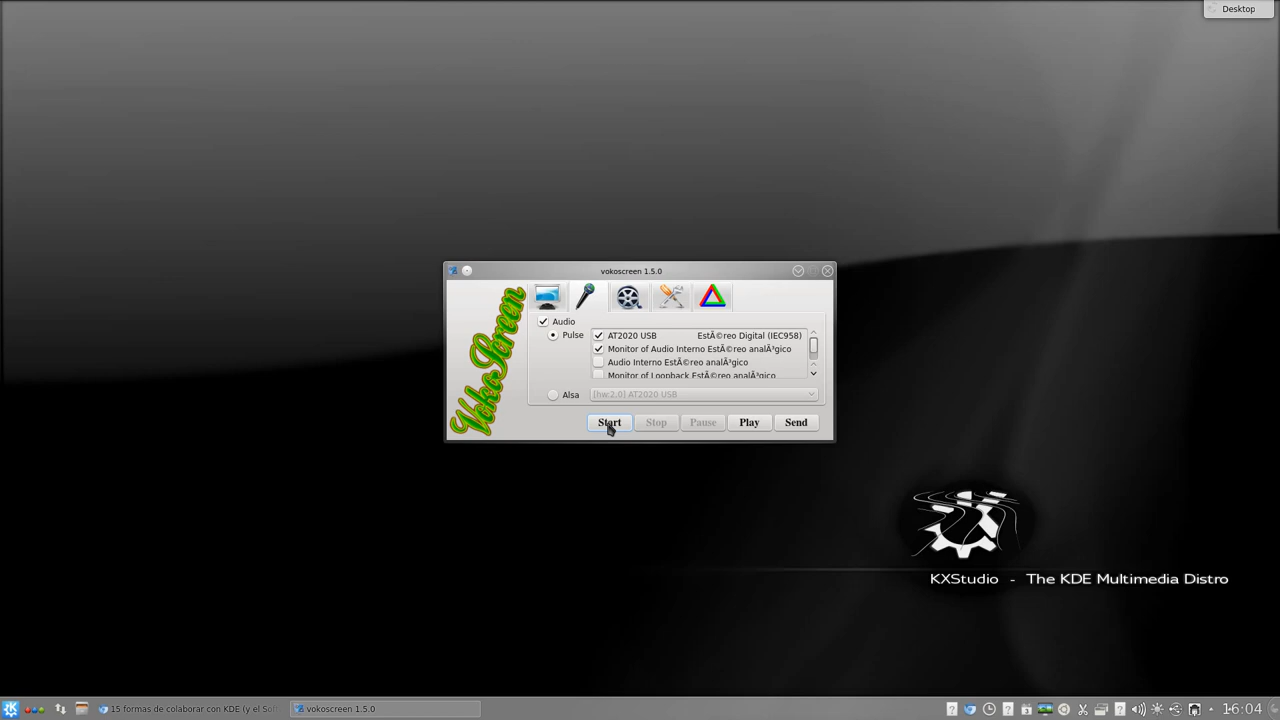 Desktop
vokoscreen 1.5.0
VokoScreen
Audio
Pulse
AT2020 USB EstÃ©reo Digital (IEC958)
Monitor of Audio Interno EstÃ©reo analÃ³gico
Audio Interno EstÃ©reo analÃ³gico
Monitor of Loopback EstÃ©reo analÃ³gico
Alsa
[hw:2,0] AT2020 USB
Start Stop Pause Play Send
KXStudio - The KDE Multimedia Distro
15 formas de colaborar con KDE (y el So
vokoscreen 1.5.0
3
16:04